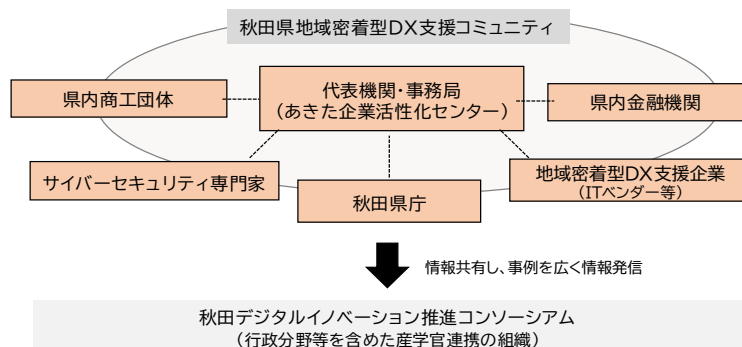 秋田県地域密着型DX支援コミュニティ
県内商工団体
代表機関・事務局
（あきた企業活性化センター）
県内金融機関
サイバーセキュリティ専門家
秋田県庁
地域密着型DX支援企業
（ITベンダー等）
情報共有し、事例を広く情報発信
秋田デジタルイノベーション推進コンソーシアム
（行政分野等を含めた産学官連携の組織）